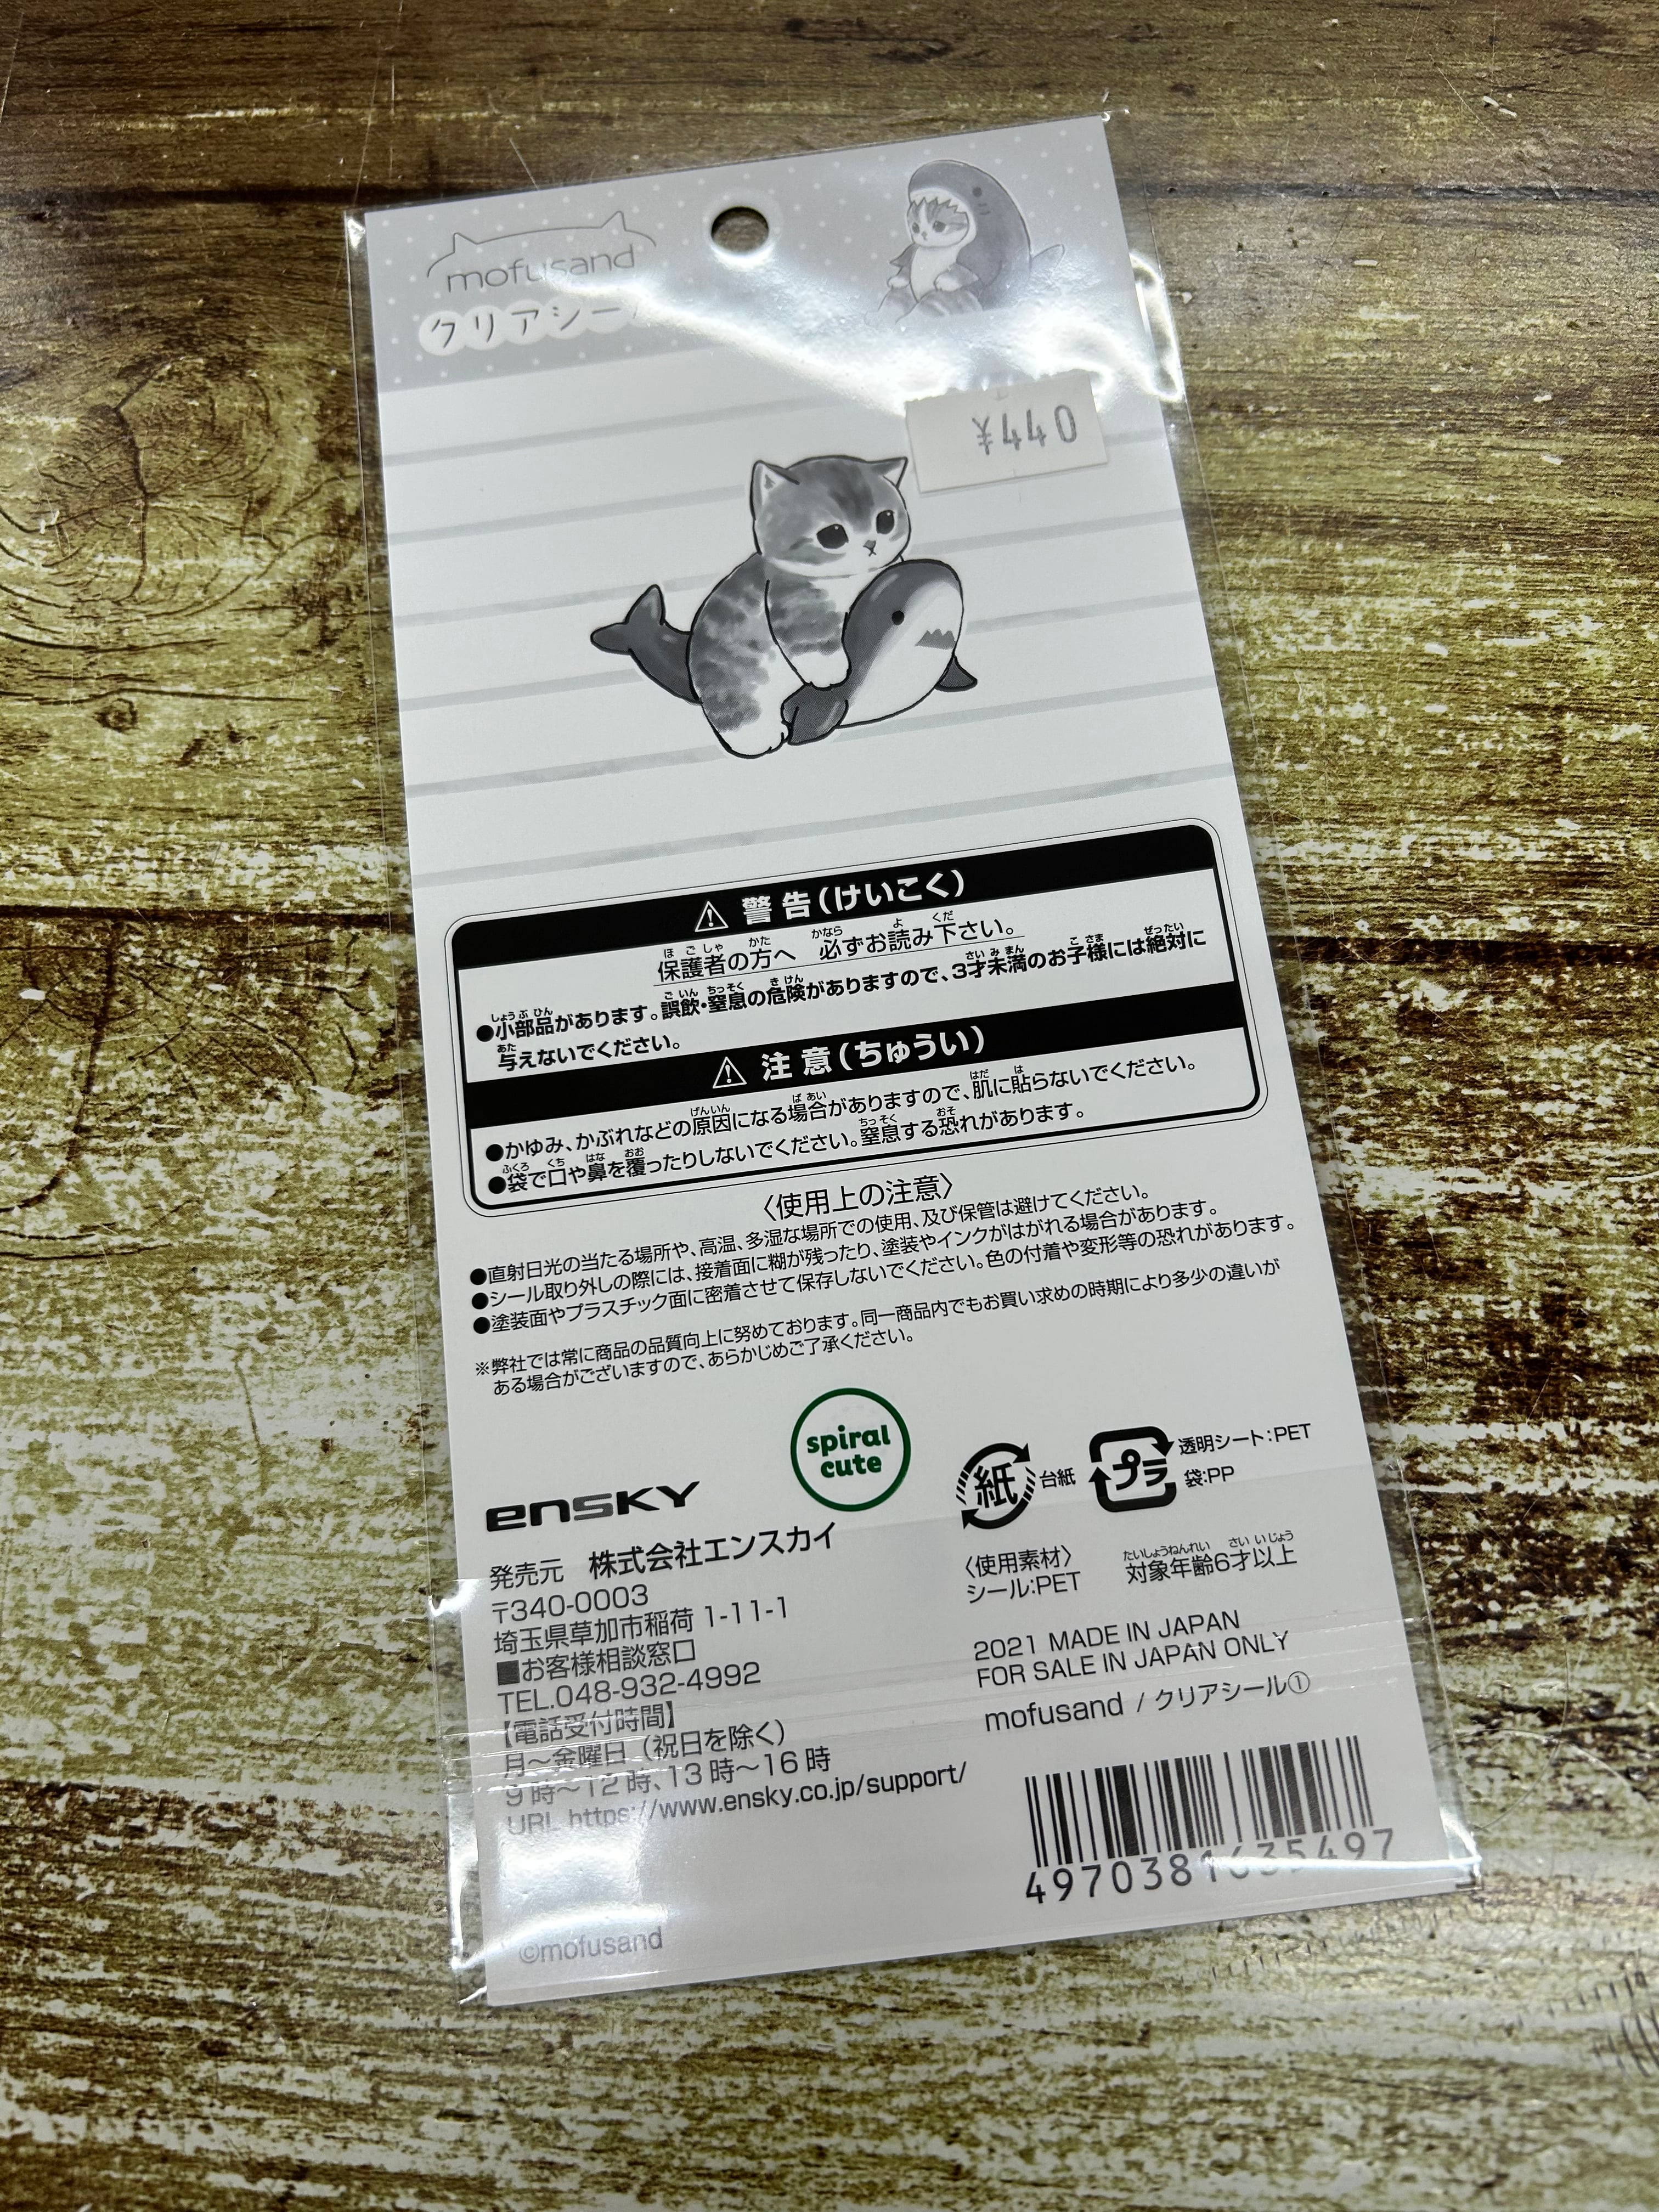 mofusand
クリアシー
¥440
警告(けいこく)
保護者の方へ 必ずお読み下さい。
●小部品があります。誤飲・窒息の危険がありますので、3才未満のお子様には絶対に
与えないでください。
注意(ちゅうい)
●かゆみ、かぶれなどの原因になる場合がありますので、肌に貼らないでください。
●袋で口や鼻を覆ったりしないでください。窒息する恐れがあります。
〈使用上の注意〉
●直射日光の当たる場所や、高温、多湿な場所での使用、及び保管は避けてください。
●シール取り外しの際には、接着面に糊が残ったり、塗装やインクがはがれる場合があります。
●塗装面やプラスチック面に密着させて保存しないでください。色の付着や変形等の恐れがあります。
※弊社では常に商品の品質向上に努めております。同一商品内でもお買い求めの時期により多少の違いが
ある場合がございますので、あらかじめご了承ください。
spiral
cute
紙 台紙
プラ 透明シート:PET
袋:PP
ensky
発売元 株式会社エンスカイ
〒340-0003
埼玉県草加市稲荷 1-11-1
■お客様相談窓口
TEL.048-932-4992
【電話受付時間】
月～金曜日(祝日を除く)
9時～12時、13時～16時
URL https://www.ensky.co.jp/support/
〈使用素材〉
シール:PET
対象年齢6才以上
2021 MADE IN JAPAN
FOR SALE IN JAPAN ONLY
mofusand / クリアシール①
4970381635497
©mofusand